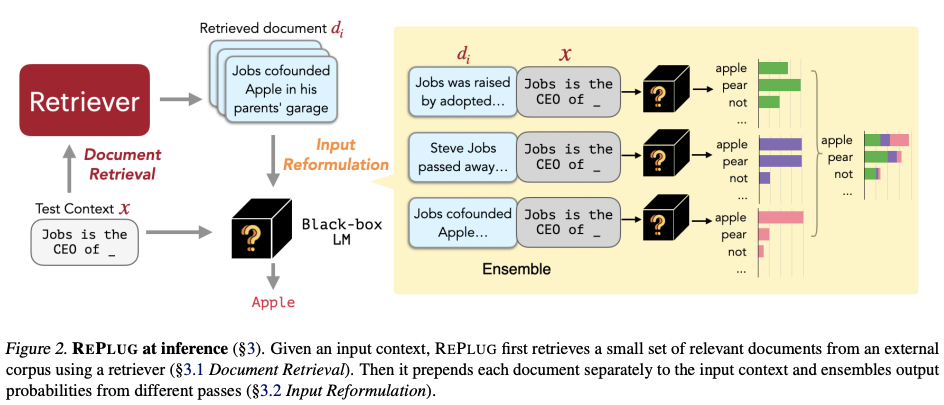 Retrieved document di
Jobs cofounded
Apple in his
parents' garage
Retriever
Document
Retrieval
Input
Reformulation
Test Context x
Jobs is the
CEO of _
?
Black-box
LM
Apple
di
x
Jobs was raised
by adopted…
Jobs is the
CEO of _
?
apple
pear
not
...
Steve Jobs
passed away…
Jobs is the
CEO of _
?
apple
pear
not
...
Jobs cofounded
Apple…
Jobs is the
CEO of _
?
apple
pear
not
...
apple
pear
not
...
Ensemble
Figure 2. REPLUG at inference (§3). Given an input context, REPLUG first retrieves a small set of relevant documents from an external
corpus using a retriever (§3.1 Document Retrieval). Then it prepends each document separately to the input context and ensembles output
probabilities from different passes (§3.2 Input Reformulation).